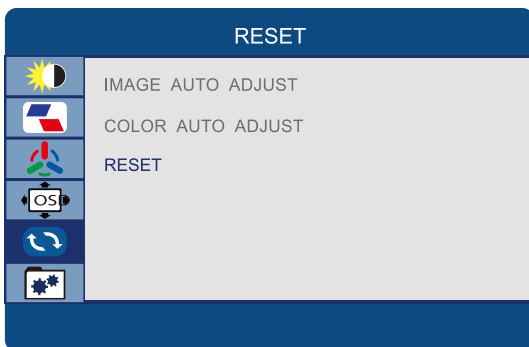 RESET
IMAGE AUTO ADJUST
COLOR AUTO ADJUST
RESET
OSD